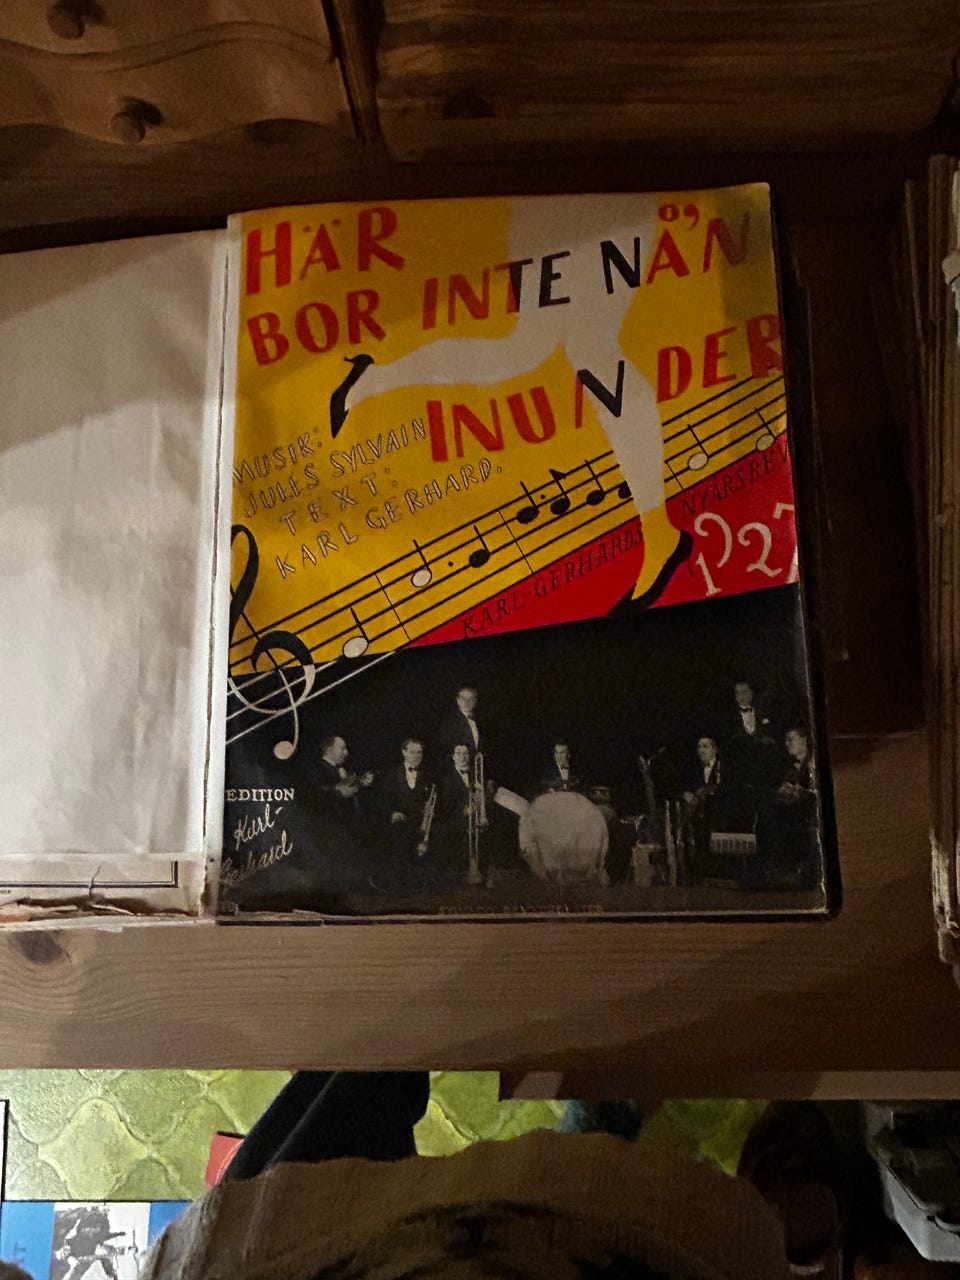 HÄR
BOR INTE NÅ'N
INUNDER
MUSIK:
JULES SYLVAIN
TEXT:
KARL GERHARD.
KARL-GERHARDS NYÅRSREV
1927
EDITION
Karl-
Gerhard